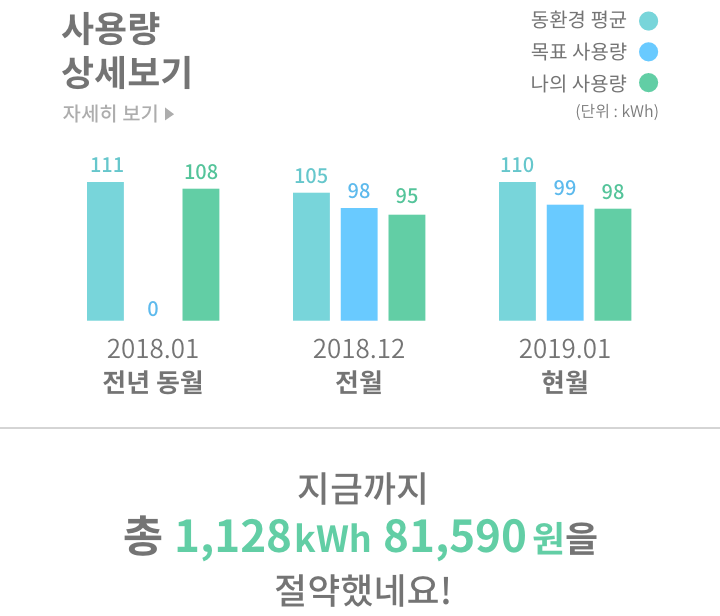 사용량
상세보기
자세히 보기
동환경 평균
목표 사용량
나의 사용량
(단위 : kWh)
111 0 108
105 98 95
110 99 98
2018.01
전년 동월
2018.12
전월
2019.01
현월
지금까지
총 1,128kWh 81,590 원을
절약했네요!